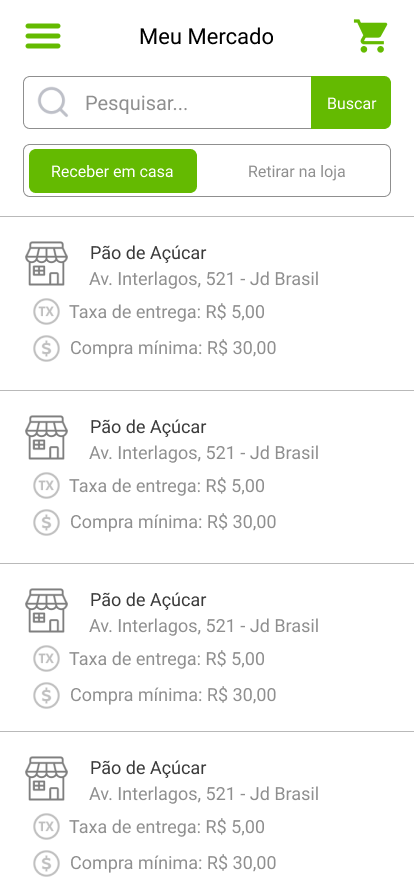 Meu Mercado
Pesquisar...
Buscar
Receber em casa
Retirar na loja
Pão de Açúcar
Av. Interlagos, 521 - Jd Brasil
TX Taxa de entrega: R$ 5,00
$ Compra mínima: R$ 30,00
Pão de Açúcar
Av. Interlagos, 521 - Jd Brasil
TX Taxa de entrega: R$ 5,00
$ Compra mínima: R$ 30,00
Pão de Açúcar
Av. Interlagos, 521 - Jd Brasil
TX Taxa de entrega: R$ 5,00
$ Compra mínima: R$ 30,00
Pão de Açúcar
Av. Interlagos, 521 - Jd Brasil
TX Taxa de entrega: R$ 5,00
$ Compra mínima: R$ 30,00